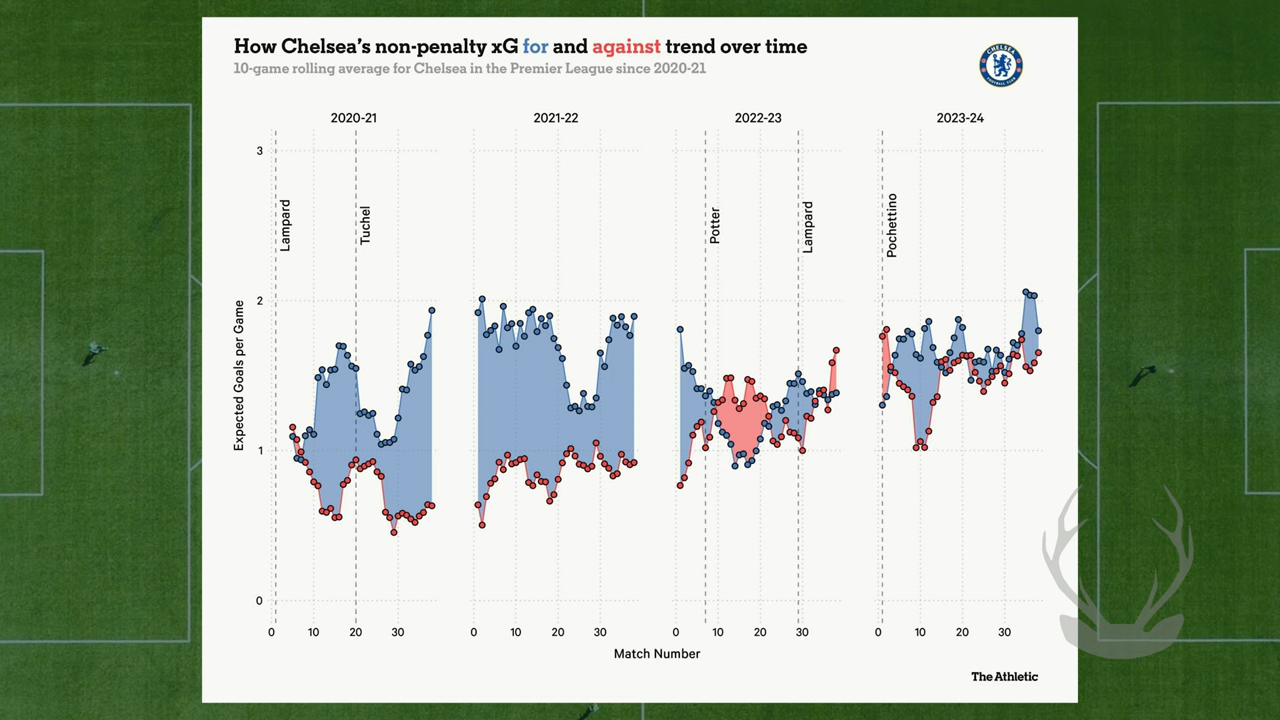 How Chelsea's non-penalty xG for and against trend over time
10-game rolling average for Chelsea in the Premier League since 2020-21
CHELSEA
FOOTBALL CLUB
2020-21
2021-22
2022-23
2023-24
3
2
1
0
Expected Goals per Game
Lampard
Tuchel
Potter
Lampard
Pochettino
0 10 20 30
0 10 20 30
0 10 20 30
0 10 20 30
Match Number
The Athletic